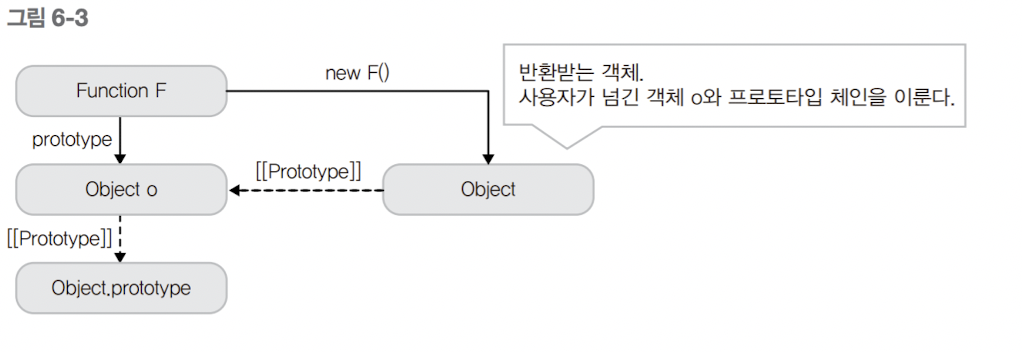 그림 6-3
new F()
반환받는 객체.
사용자가 넘긴 객체 o와 프로토타입 체인을 이룬다.
Function F
prototype
[[Prototype]]
Object o
Object
[[Prototype]]
Object.prototype